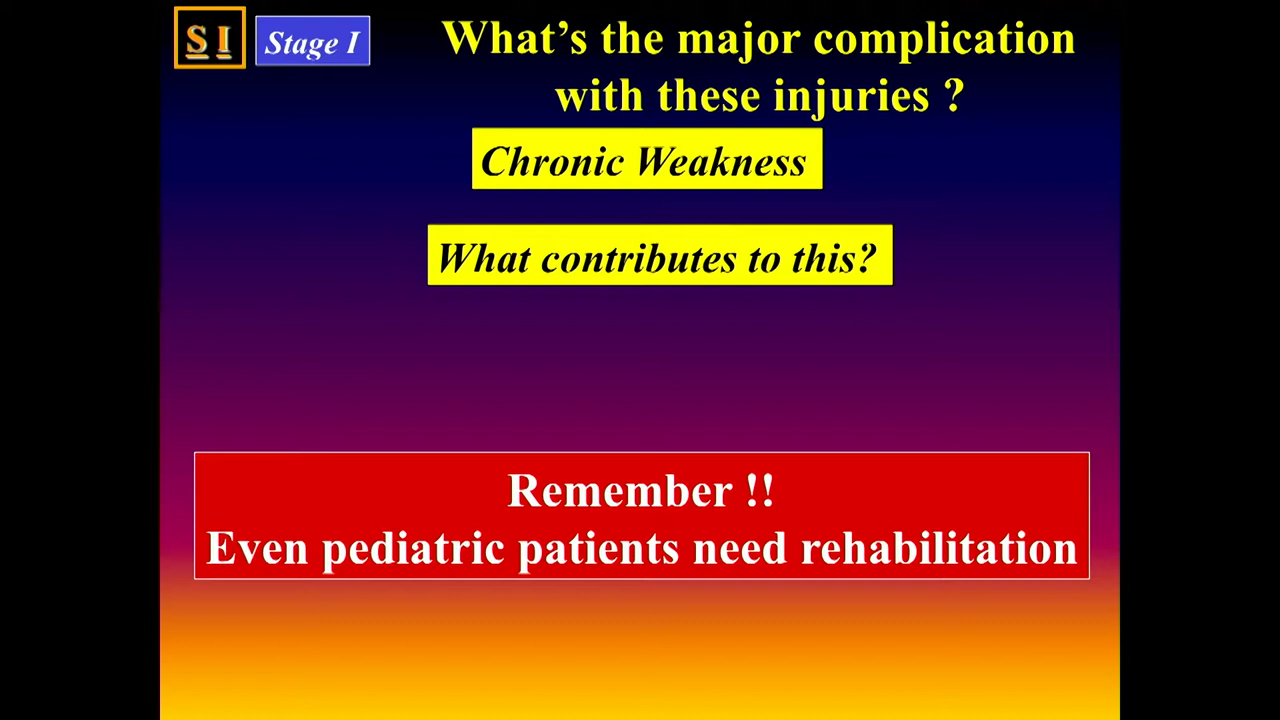 S I
Stage I
What’s the major complication
with these injuries ?
Chronic Weakness
What contributes to this?
Remember !!
Even pediatric patients need rehabilitation